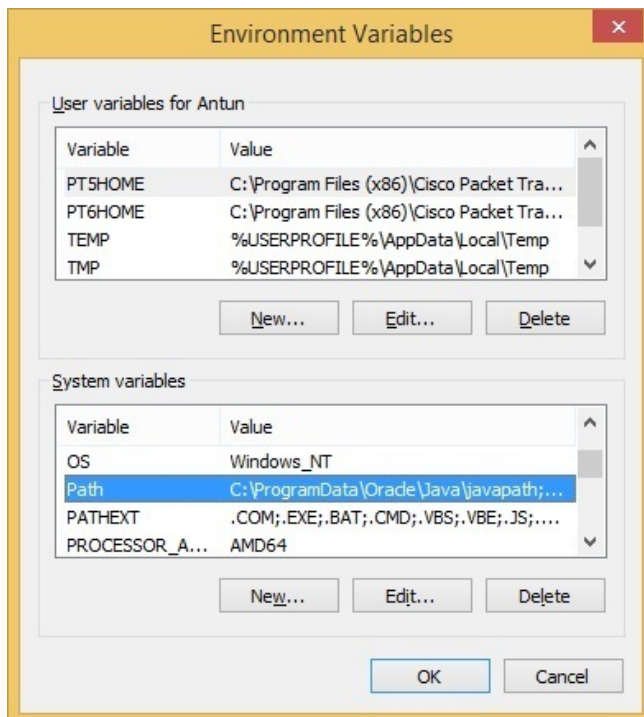 Environment Variables
User variables for Antun
Variable Value
PT5HOME C:\Program Files (x86)\Cisco Packet Tra...
PT6HOME C:\Program Files (x86)\Cisco Packet Tra...
TEMP %USERPROFILE%\AppData\Local\Temp
TMP %USERPROFILE%\AppData\Local\Temp
New... Edit... Delete
System variables
Variable Value
OS Windows_NT
Path C:\ProgramData\Oracle\Java\javapath;...
PATHEXT .COM;.EXE;.BAT;.CMD;.VBS;.VBE;.JS;....
PROCESSOR_A... AMD64
New... Edit... Delete
OK Cancel